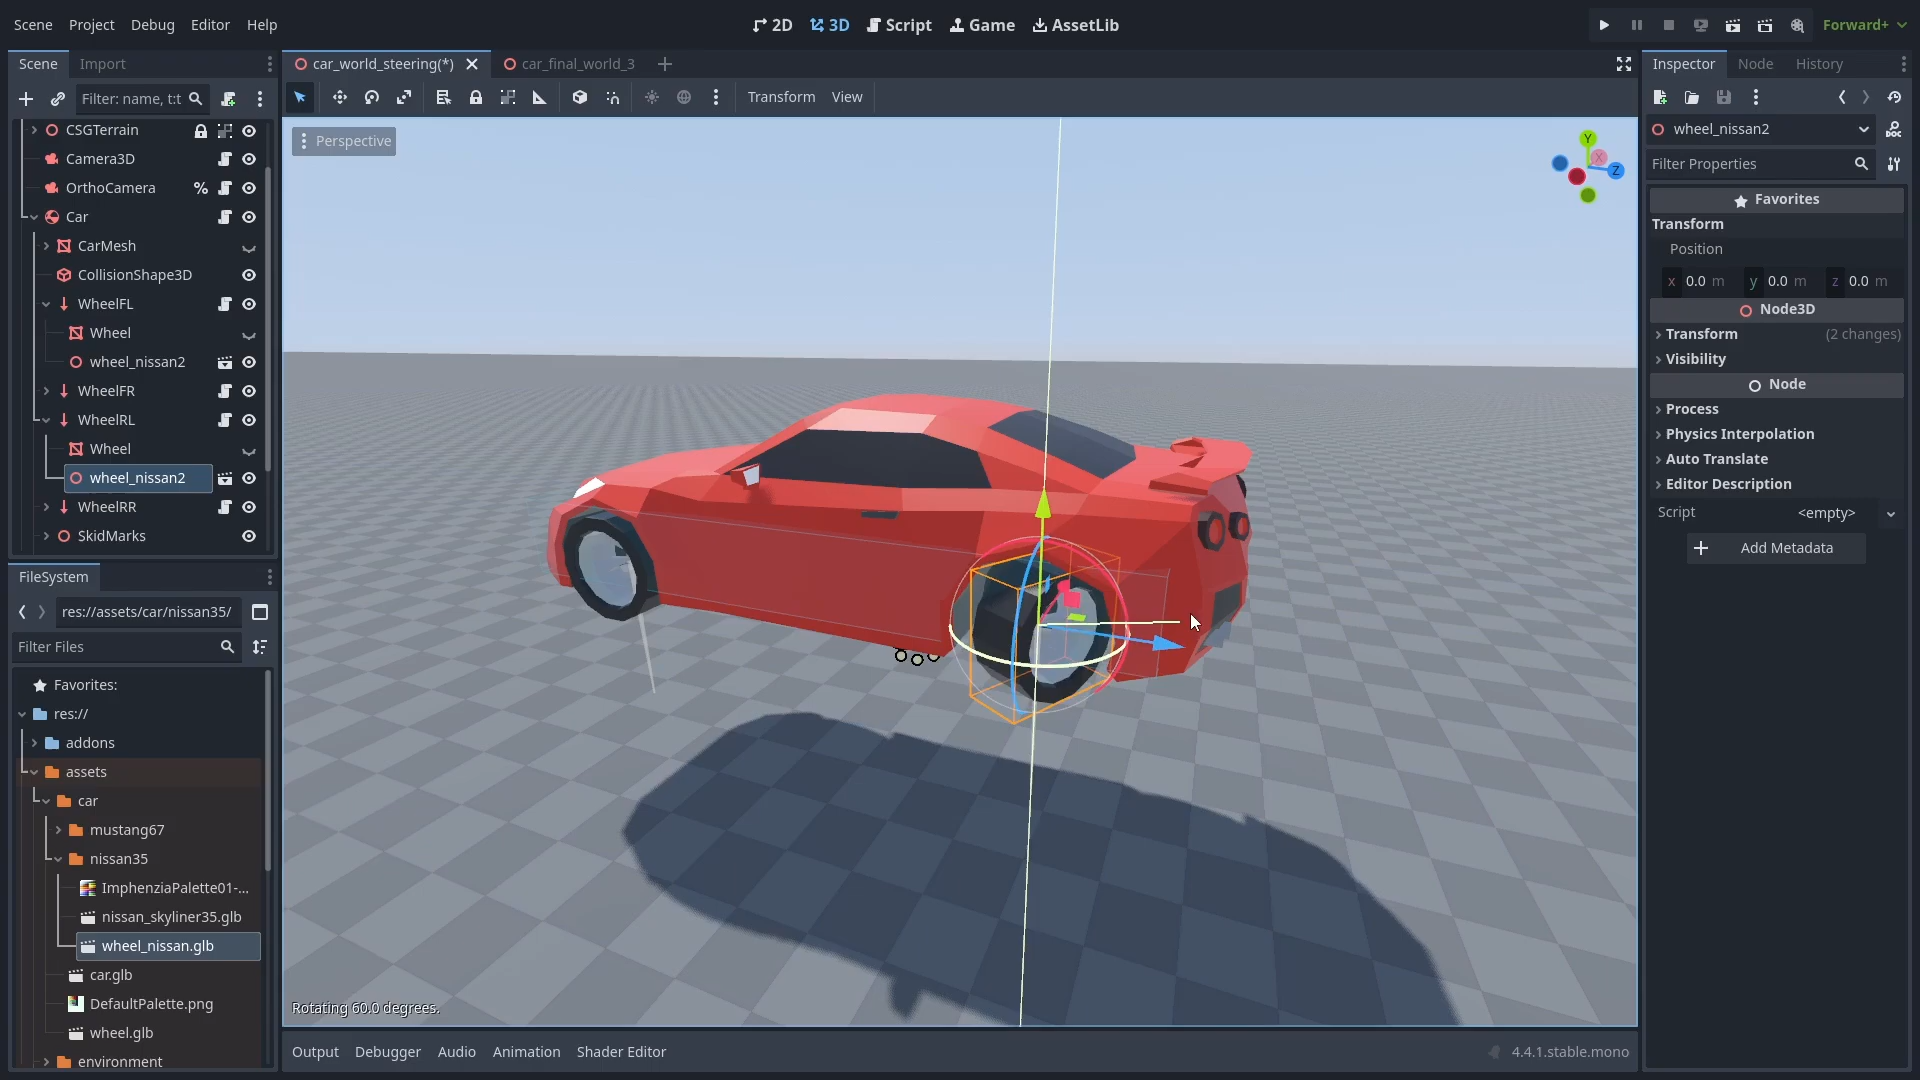 Scene Project Debug Editor Help
2D 3D Script Game AssetLib
Forward+
Scene Import
Filter: name, t:t
CSGTerrain
Camera3D
OrthoCamera %
Car
CarMesh
CollisionShape3D
WheelFL
Wheel
wheel_nissan2
WheelFR
WheelRL
Wheel
wheel_nissan2
WheelRR
SkidMarks
FileSystem
res://assets/car/nissan35/
Filter Files
Favorites:
res://
addons
assets
car
mustang67
nissan35
ImphenziaPalette01-...
nissan_skyliner35.glb
wheel_nissan.glb
car.glb
DefaultPalette.png
wheel.glb
environment
car_world_steering(*) car_final_world_3
Transform View
Perspective
Y
X
Z
Rotating 60.0 degrees.
Output Debugger Audio Animation Shader Editor 4.4.1.stable.mono
Inspector Node History
wheel_nissan2
Filter Properties
Favorites
Transform
Position
x 0.0 m y 0.0 m z 0.0 m
Node3D
Transform (2 changes)
Visibility
Node
Process
Physics Interpolation
Auto Translate
Editor Description
Script <empty>
Add Metadata